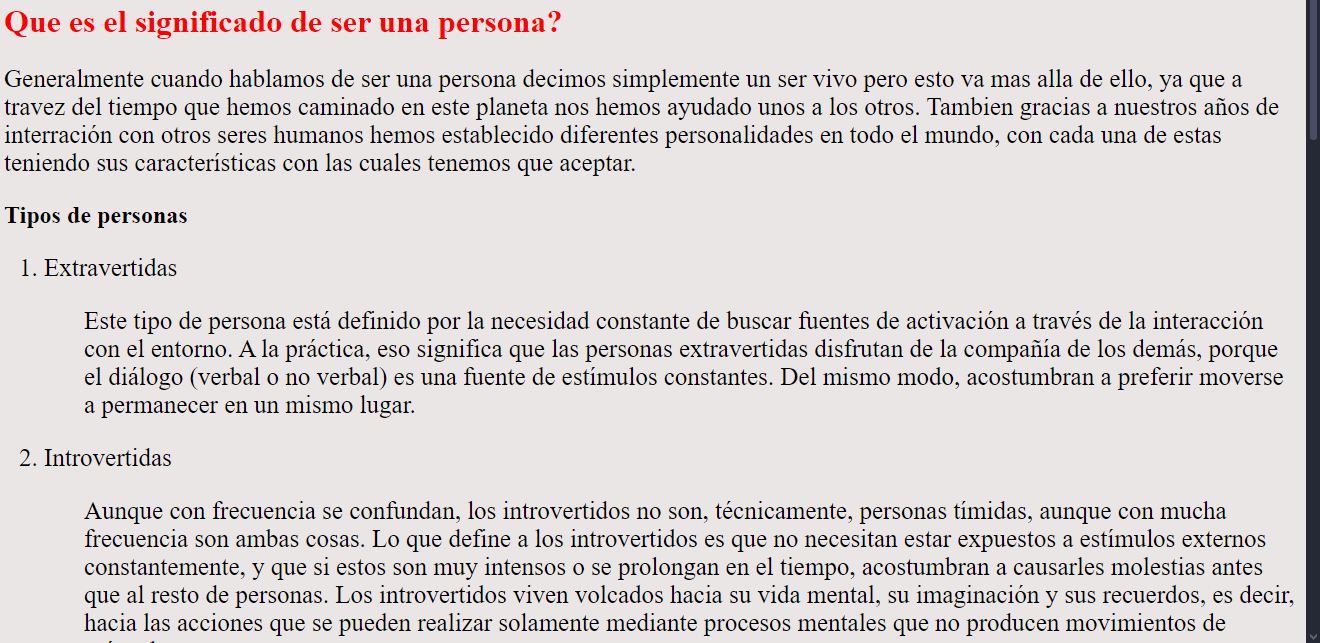 Que es el significado de ser una persona?
Generalmente cuando hablamos de ser una persona decimos simplemente un ser vivo pero esto va mas alla de ello, ya que a
travez del tiempo que hemos caminado en este planeta nos hemos ayudado unos a los otros. Tambien gracias a nuestros años de
interración con otros seres humanos hemos establecido diferentes personalidades en todo el mundo, con cada una de estas
teniendo sus características con las cuales tenemos que aceptar.
Tipos de personas
1. Extravertidas
Este tipo de persona está definido por la necesidad constante de buscar fuentes de activación a través de la interacción
con el entorno. A la práctica, eso significa que las personas extravertidas disfrutan de la compañía de los demás, porque
el diálogo (verbal o no verbal) es una fuente de estímulos constantes. Del mismo modo, acostumbran a preferir moverse
a permanecer en un mismo lugar.
2. Introvertidas
Aunque con frecuencia se confundan, los introvertidos no son, técnicamente, personas tímidas, aunque con mucha
frecuencia son ambas cosas. Lo que define a los introvertidos es que no necesitan estar expuestos a estímulos externos
constantemente, y que si estos son muy intensos o se prolongan en el tiempo, acostumbran a causarles molestias antes
que al resto de personas. Los introvertidos viven volcados hacia su vida mental, su imaginación y sus recuerdos, es decir,
hacia las acciones que se pueden realizar solamente mediante procesos mentales que no producen movimientos de